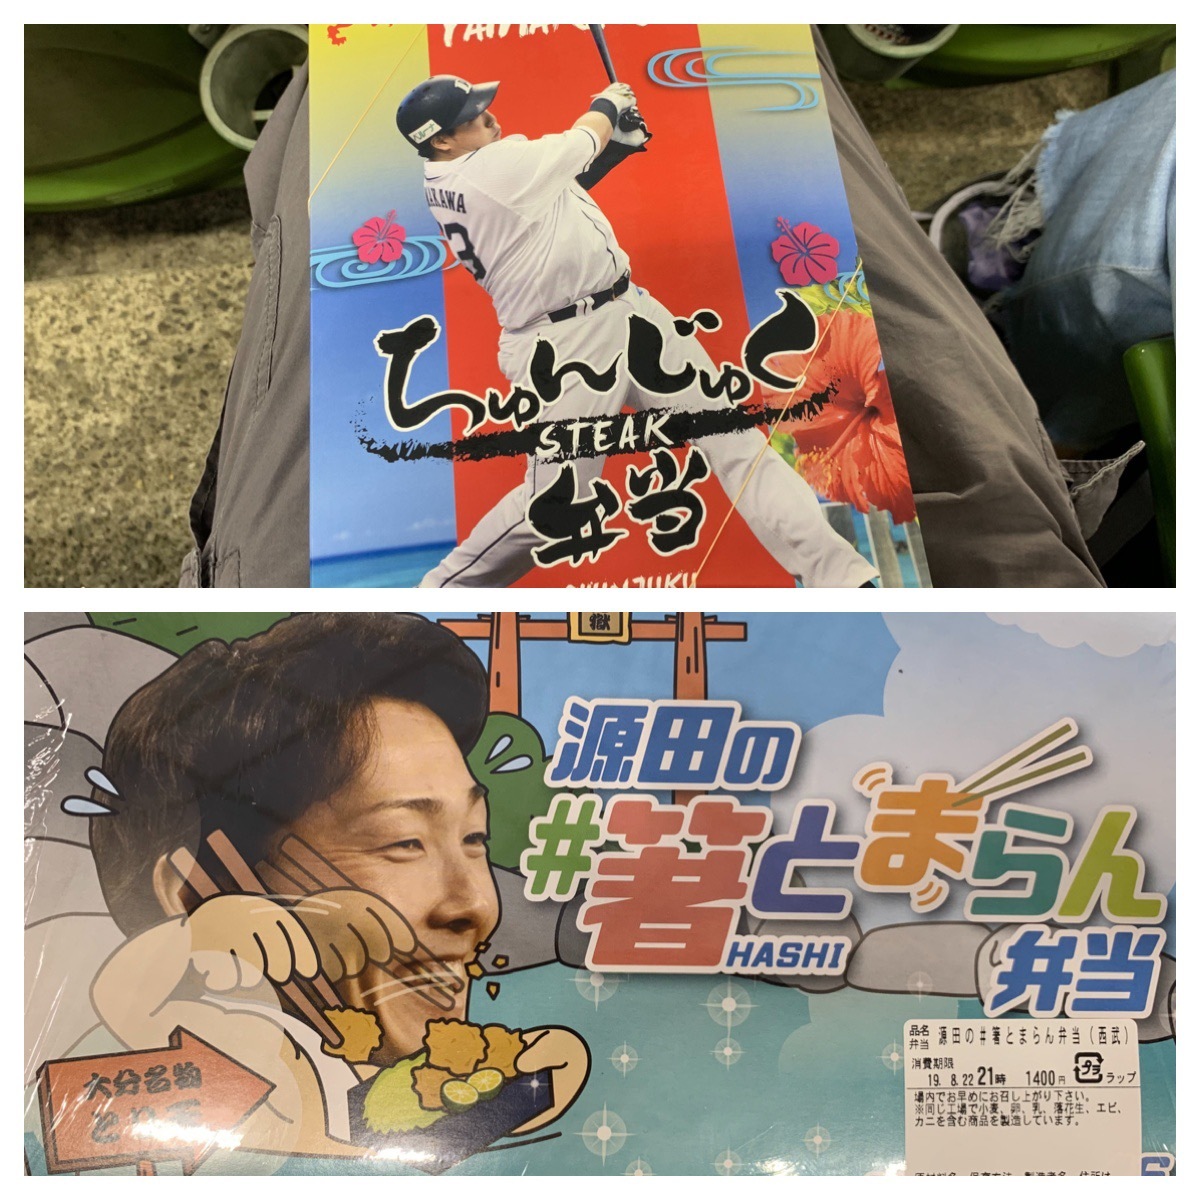 ちゅんじゅく
STEAK
弁当
源田の
#箸とまらん
HASHI
弁当
大分名物
品名 源田の#箸とまらん弁当(西武)
弁当
消費期限
19. 8.22 21時 1400円 プラ ラップ
場内でお早めにお召し上がり下さい。
※同じ工場で小麦、卵、乳、落花生、エビ、
カニを含む商品を製造しています。